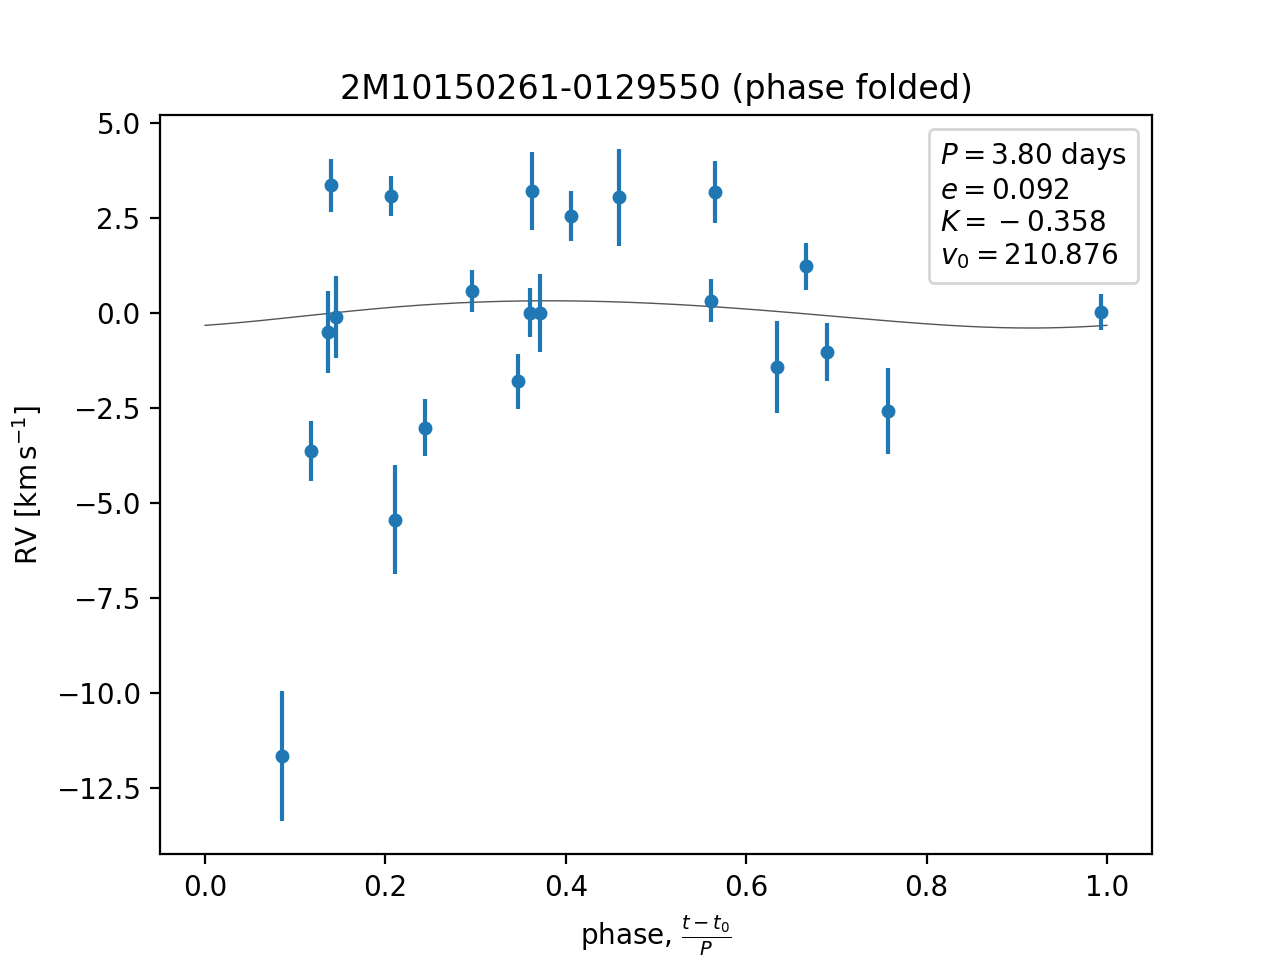 2M10150261-0129550 (phase folded)
P = 3.80 days
e = 0.092
K = −0.358
v₀ = 210.876
5.0
2.5
0.0
−2.5
−5.0
−7.5
−10.0
−12.5
RV [km s⁻¹]
0.0 0.2 0.4 0.6 0.8 1.0
phase, (t − t₀)/P